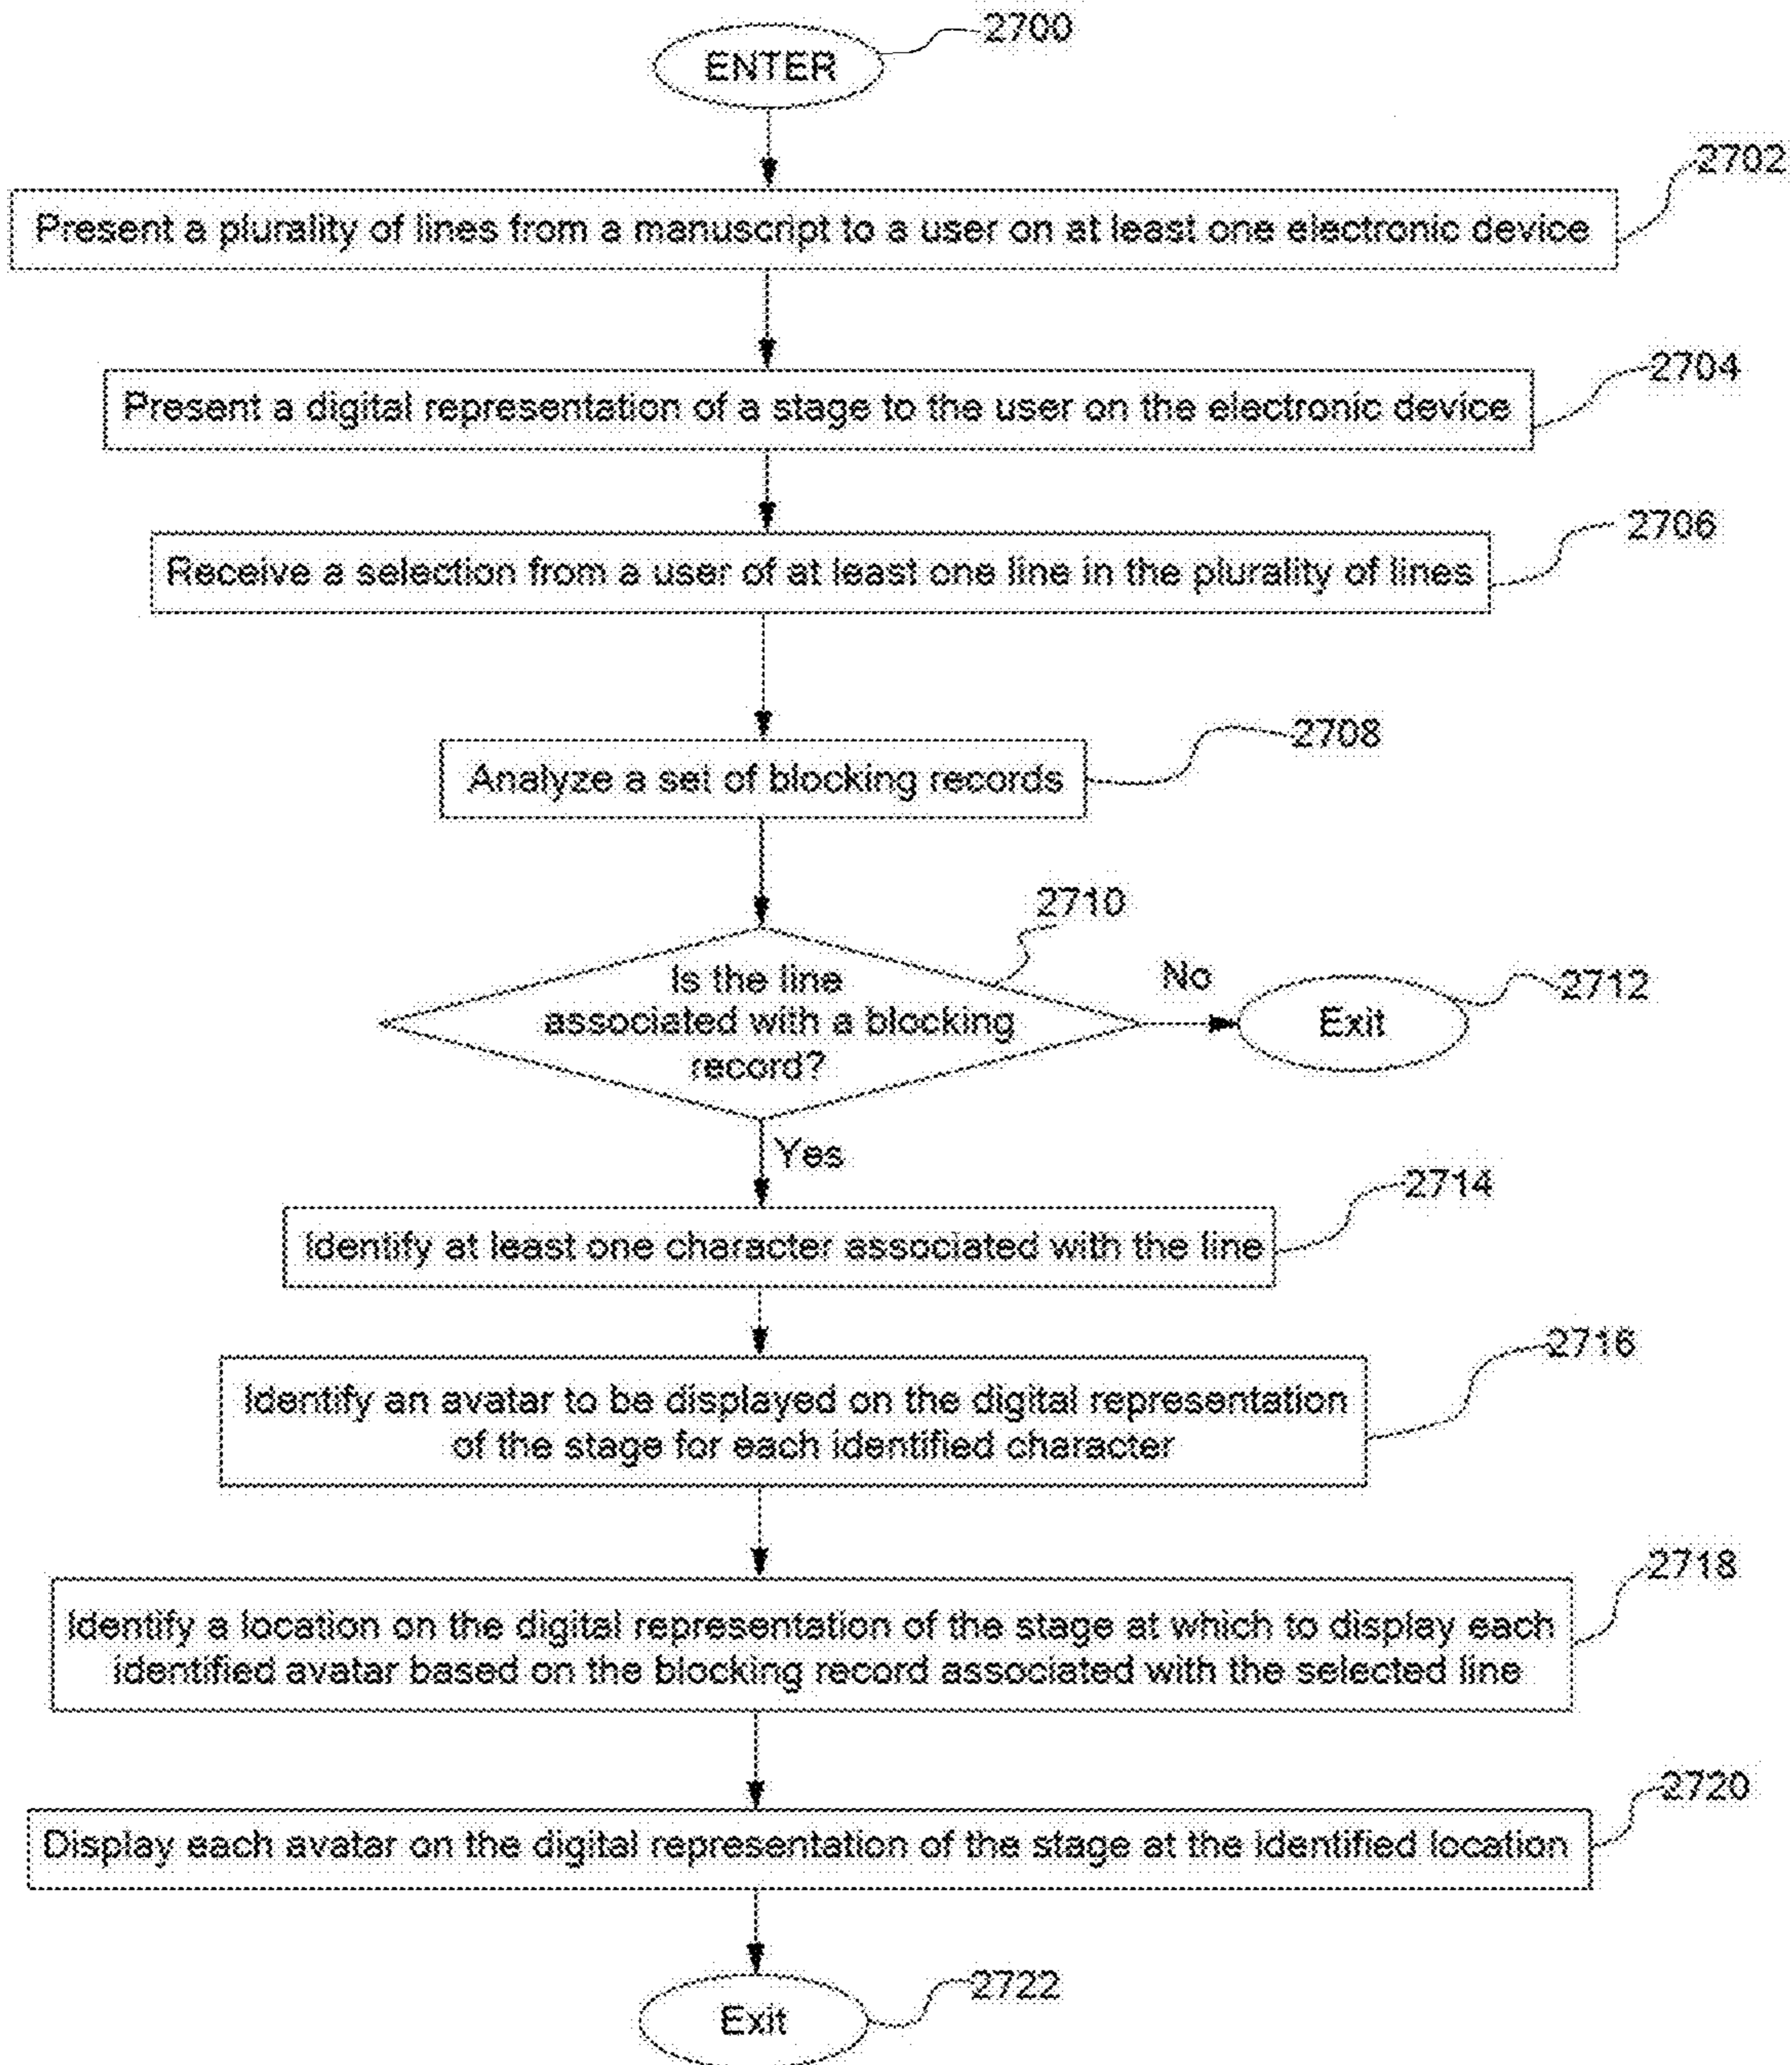 2700
ENTER
2702
Present a plurality of lines from a manuscript to a user on at least one electronic device
2704
Present a digital representation of a stage to the user on the electronic device
2706
Receive a selection from a user of at least one line in the plurality of lines
2708
Analyze a set of blocking records
2710
Is the line
associated with a blocking
record?
No
2712
Exit
Yes
2714
Identify at least one character associated with the line
2716
Identify an avatar to be displayed on the digital representation
of the stage for each identified character
2718
Identify a location on the digital representation of the stage at which to display each
identified avatar based on the blocking record associated with the selected line
2720
Display each avatar on the digital representation of the stage at the identified location
2722
Exit